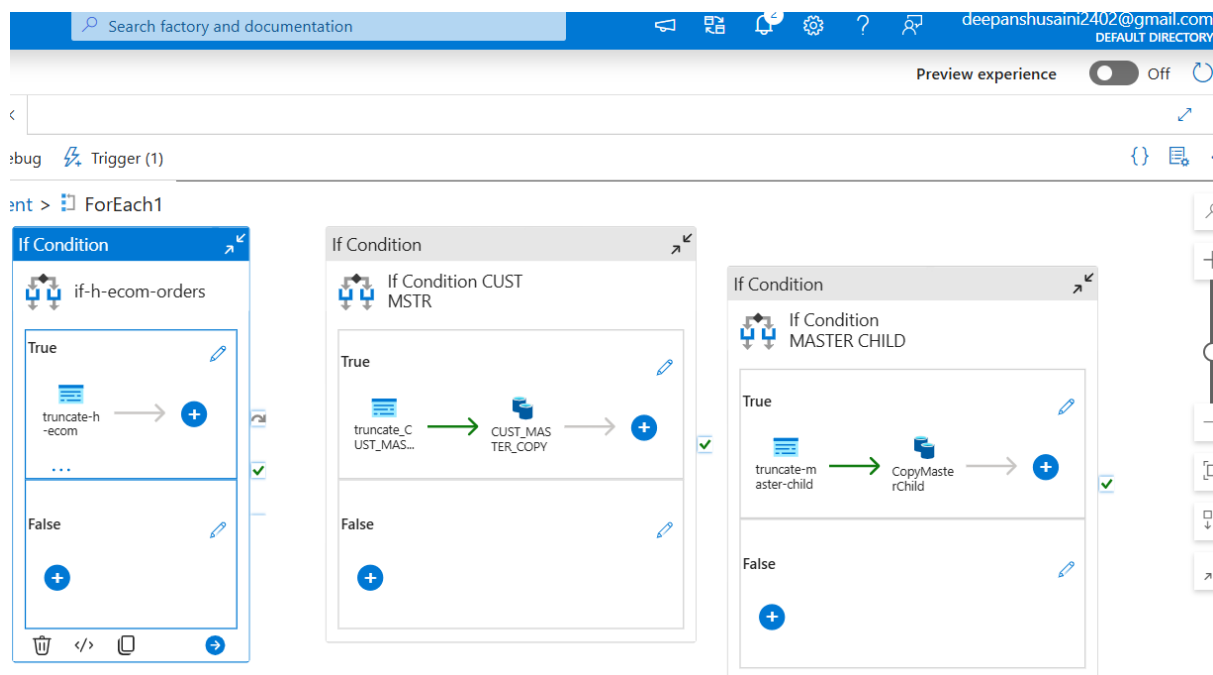 Search factory and documentation
2
deepanshusaini2402@gmail.com
DEFAULT DIRECTORY
Preview experience
Off
ebug
Trigger (1)
{}
ent > ForEach1
If Condition
if-h-ecom-orders
True
truncate-h
-ecom
...
False
</>
If Condition
If Condition CUST
MSTR
True
truncate_C
UST_MAS...
CUST_MAS
TER_COPY
False
If Condition
If Condition
MASTER CHILD
True
truncate-m
aster-child
CopyMaste
rChild
False